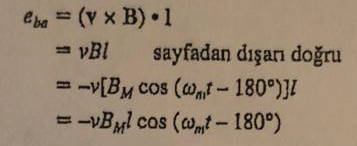 e_ba = (v × B) • l
= vBl sayfadan dışarı doğru
= –v[B_M cos (ω_m t – 180°)]l
= –vB_M l cos (ω_m t – 180°)